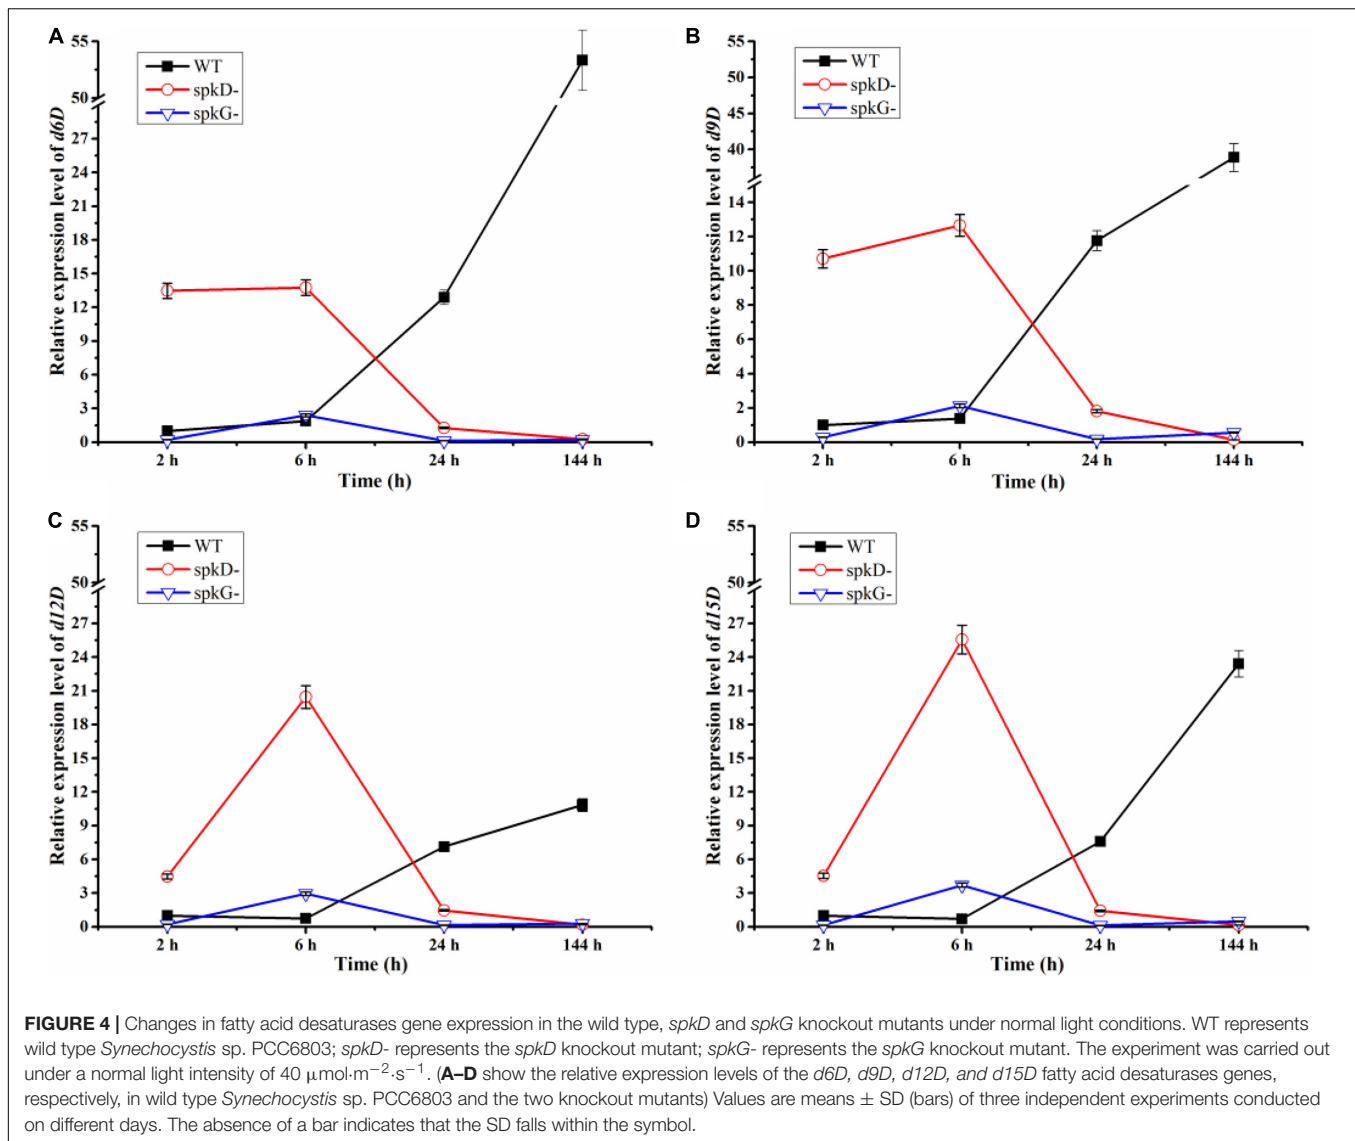 A
55
50
27
24
21
18
15
12
9
6
3
0
Relative expression level of d6D
WT
spkD-
spkG-
2 h
6 h
24 h
144 h
Time (h)
B
55
50
45
40
14
12
10
8
6
4
2
0
Relative expression level of d9D
WT
spkD-
spkG-
2 h
6 h
24 h
144 h
Time (h)
C
55
50
27
24
21
18
15
12
9
6
3
0
Relative expression level of d12D
WT
spkD-
spkG-
2 h
6 h
24 h
144 h
Time (h)
D
55
50
27
24
21
18
15
12
9
6
3
0
Relative expression level of d15D
WT
spkD-
spkG-
2 h
6 h
24 h
144 h
Time (h)
FIGURE 4 | Changes in fatty acid desaturases gene expression in the wild type, spkD and spkG knockout mutants under normal light conditions. WT represents
wild type Synechocystis sp. PCC6803; spkD- represents the spkD knockout mutant; spkG- represents the spkG knockout mutant. The experiment was carried out
under a normal light intensity of 40 μmol·m⁻²·s⁻¹. (A–D show the relative expression levels of the d6D, d9D, d12D, and d15D fatty acid desaturases genes,
respectively, in wild type Synechocystis sp. PCC6803 and the two knockout mutants) Values are means ± SD (bars) of three independent experiments conducted
on different days. The absence of a bar indicates that the SD falls within the symbol.